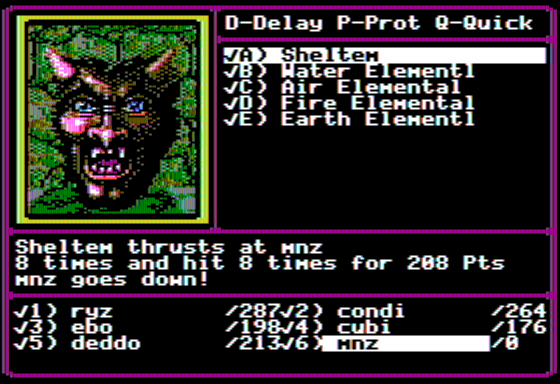 D-Delay P-Prot Q-Quick
√A) Sheltem
√B) Water Elementl
√C) Air Elemental
√D) Fire Elemental
√E) Earth Elementl
Sheltem thrusts at mnz
8 times and hit 8 times for 208 Pts
mnz goes down!
√1) ryz /287√2) condi /264
√3) ebo /198√4) cubi /176
√5) deddo /213√6) mnz /0